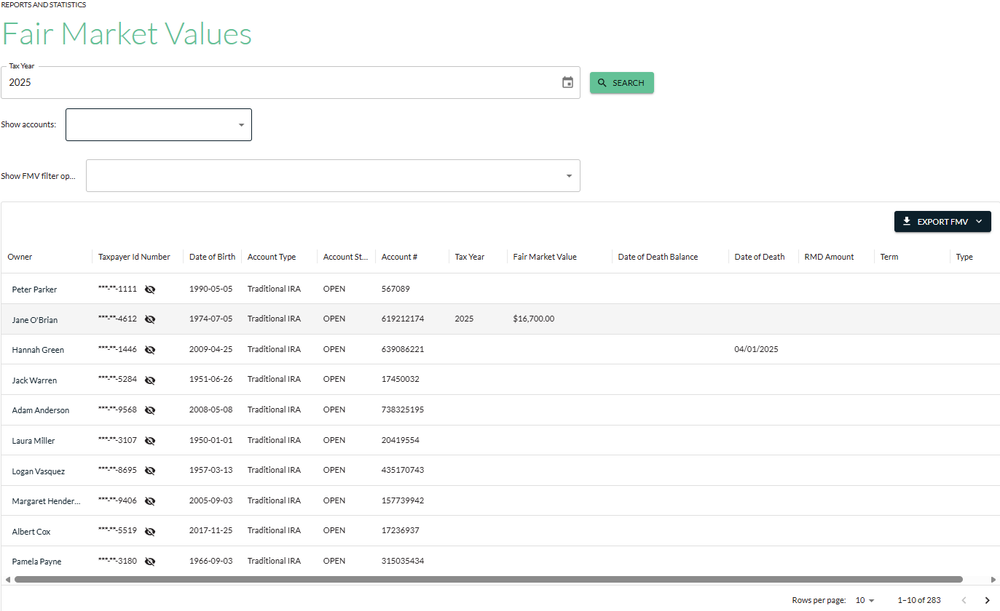 REPORTS AND STATISTICS
Fair Market Values
Tax Year
2025
SEARCH
Show accounts:
Show FMV filter op...
EXPORT FMV
Owner Taxpayer Id Number Date of Birth Account Type Account St... Account # Tax Year Fair Market Value Date of Death Balance Date of Death RMD Amount Term Type
Peter Parker ***-**-1111 1990-05-05 Traditional IRA OPEN 567089
Jane O'Brian ***-**-4612 1974-07-05 Traditional IRA OPEN 619212174 2025 $16,700.00
Hannah Green ***-**-1446 2009-04-25 Traditional IRA OPEN 639086221 04/01/2025
Jack Warren ***-**-5284 1951-06-26 Traditional IRA OPEN 17450032
Adam Anderson ***-**-9568 2008-05-08 Traditional IRA OPEN 738325195
Laura Miller ***-**-3107 1950-01-01 Traditional IRA OPEN 20419554
Logan Vasquez ***-**-8695 1957-03-13 Traditional IRA OPEN 435170743
Margaret Hender... ***-**-9406 2005-09-03 Traditional IRA OPEN 157739942
Albert Cox ***-**-5519 2017-11-25 Traditional IRA OPEN 17236937
Pamela Payne ***-**-3180 1966-09-03 Traditional IRA OPEN 315035434
Rows per page: 10 1–10 of 283